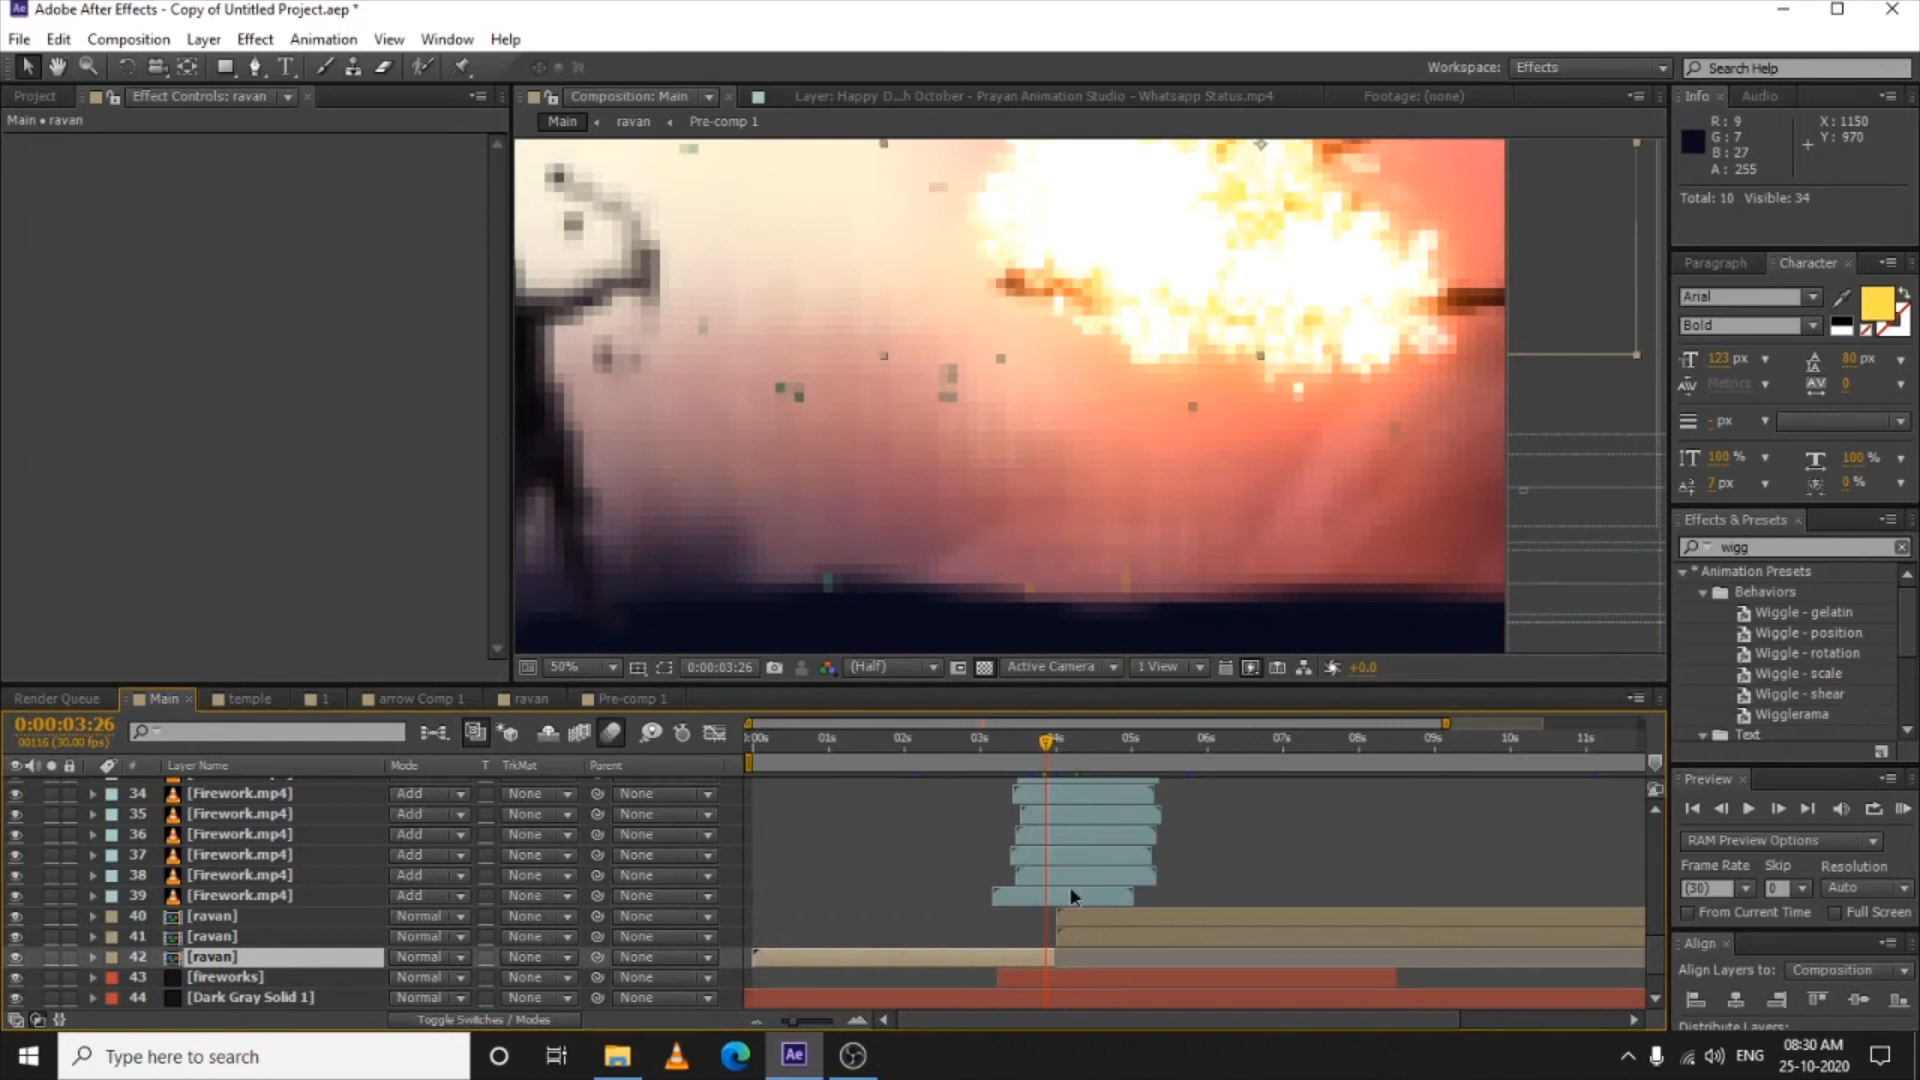 Adobe After Effects - Copy of Untitled Project.aep *
File Edit Composition Layer Effect Animation View Window Help
Workspace: Effects Search Help
Project Effect Controls: ravan Composition: Main Layer: Happy D...h October - Prayan Animation Studio - Whatsapp Status.mp4 Footage: (none) Info Audio
Main • ravan
Main ravan Pre-comp 1
R: 9 X: 1150
G: 7 Y: 970
B: 27
A: 255
Total: 10 Visible: 34
Paragraph Character
Arial
Bold
123 px 80 px
Metrics 0
- px
100 % 100 %
7 px 0 %
Effects & Presets
wigg
* Animation Presets
Behaviors
Wiggle - gelatin
Wiggle - position
Wiggle - rotation
Wiggle - scale
Wiggle - shear
Wigglerama
Text
50% 0:00:03:26 (Half) Active Camera 1 View +0.0
Render Queue Main temple 1 arrow Comp 1 ravan Pre-comp 1
0:00:03:26
00116 (30.00 fps)
:00s 01s 02s 03s 04s 05s 06s 07s 08s 09s 10s 11s
# Layer Name Mode T TrkMat Parent
34 [Firework.mp4] Add None None
35 [Firework.mp4] Add None None
36 [Firework.mp4] Add None None
37 [Firework.mp4] Add None None
38 [Firework.mp4] Add None None
39 [Firework.mp4] Add None None
40 [ravan] Normal None None
41 [ravan] Normal None None
42 [ravan] Normal None None
43 [fireworks] Normal None None
44 [Dark Gray Solid 1] Normal None None
Toggle Switches / Modes
Preview
RAM Preview Options
Frame Rate Skip Resolution
(30) 0 Auto
From Current Time Full Screen
Align
Align Layers to: Composition
Distribute Layers:
Type here to search
Ae
ENG
08:30 AM
25-10-2020